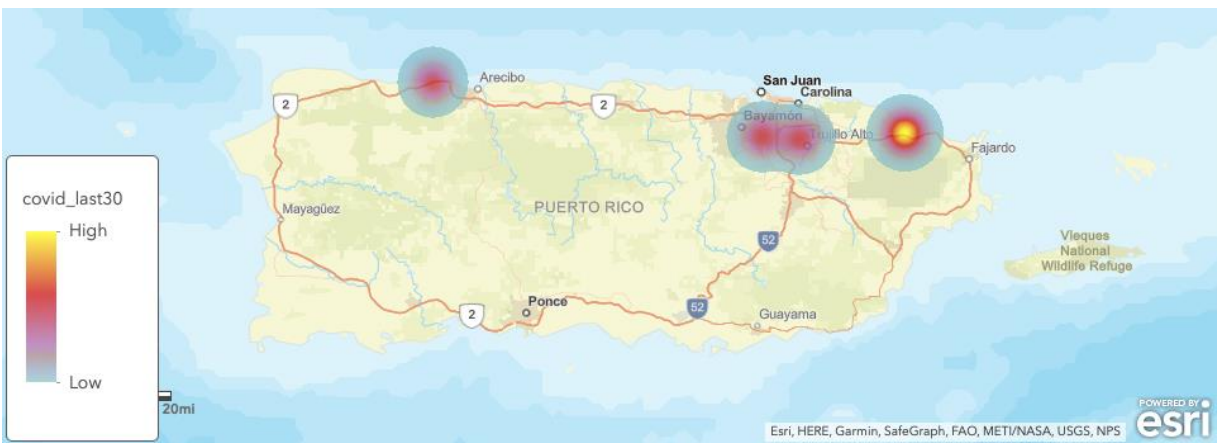 Arecibo
San Juan
Carolina
2
2
Bayamón
Trujillo Alto
Fajardo
covid_last30
High
Mayagüez
PUERTO RICO
52
Vieques
National
Wildlife Refuge
Ponce
52
2
Guayama
Low
20mi
POWERED BY
esri
Esri, HERE, Garmin, SafeGraph, FAO, METI/NASA, USGS, NPS